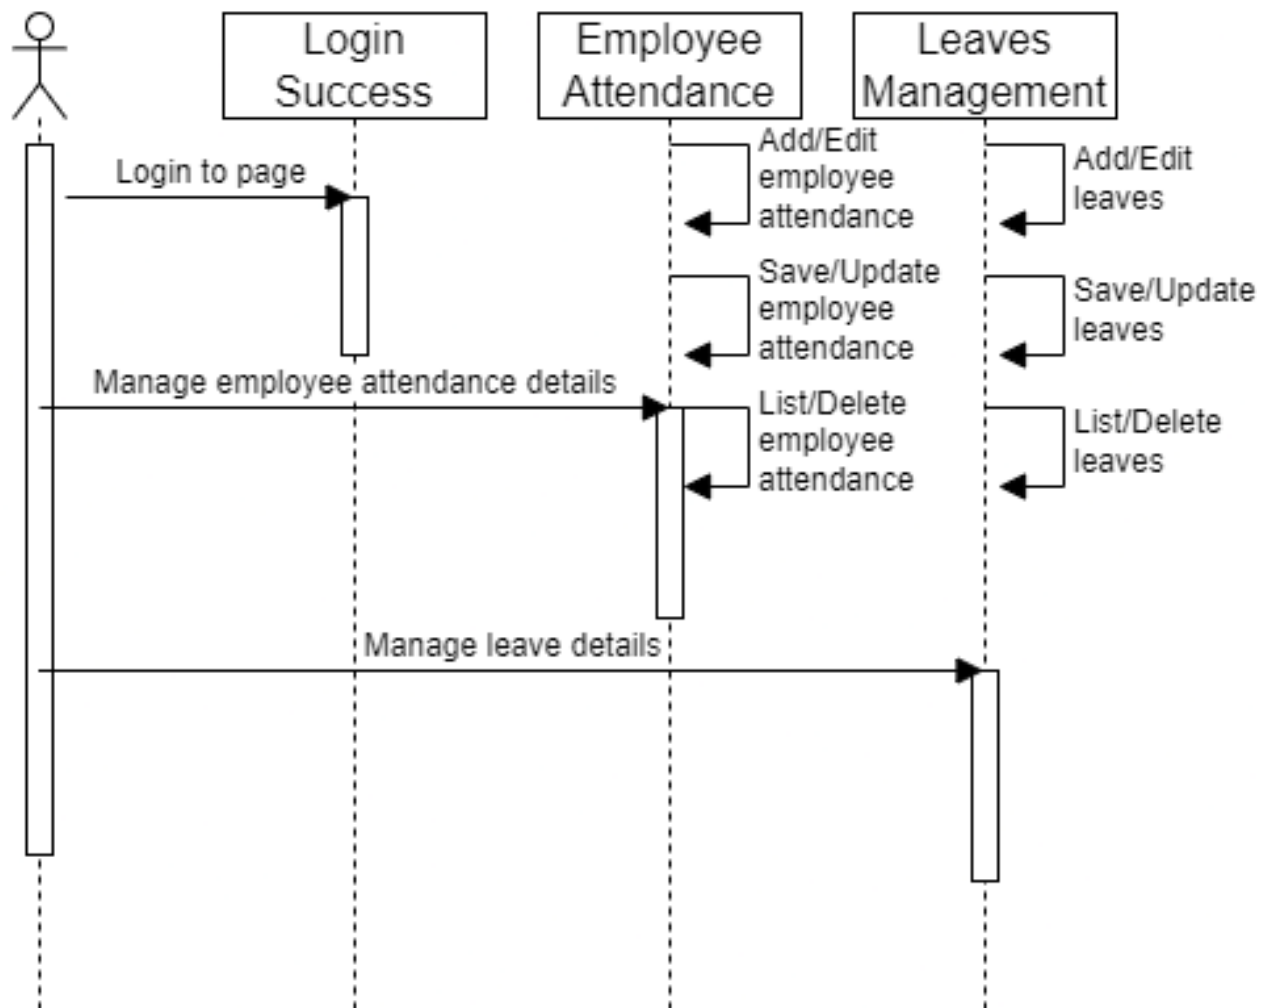 Login
Success
Employee
Attendance
Leaves
Management
Login to page
Add/Edit
employee
attendance
Add/Edit
leaves
Save/Update
employee
attendance
Save/Update
leaves
Manage employee attendance details
List/Delete
employee
attendance
List/Delete
leaves
Manage leave details